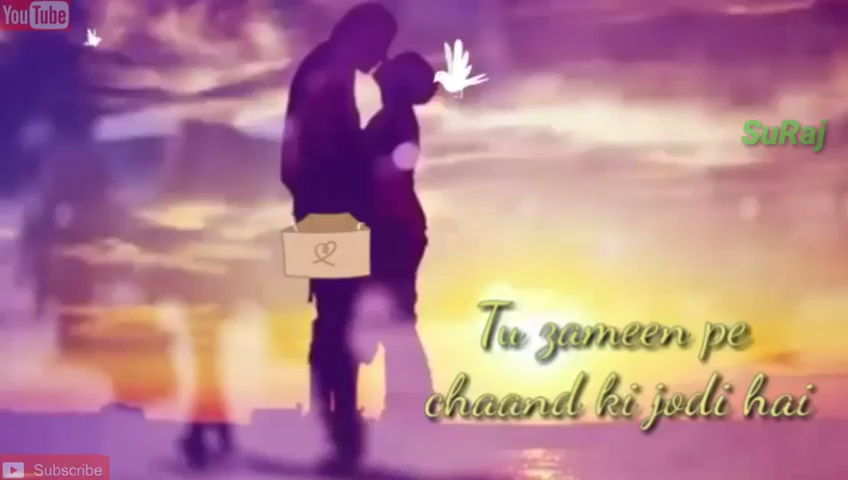 YouTube
SuRaj
Tu zameen pe
chaand ki jodi hai
Subscribe